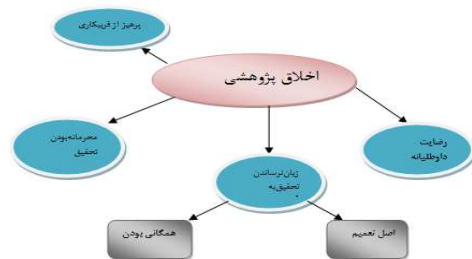 پرهیز از فریبکاری
اخلاق پژوهشی
محرمانه‌بودن
تحقیق
رضایت
داوطلبانه
زیان‌نرساندن
تحقیق‌به
همگانی بودن
اصل تعمیم